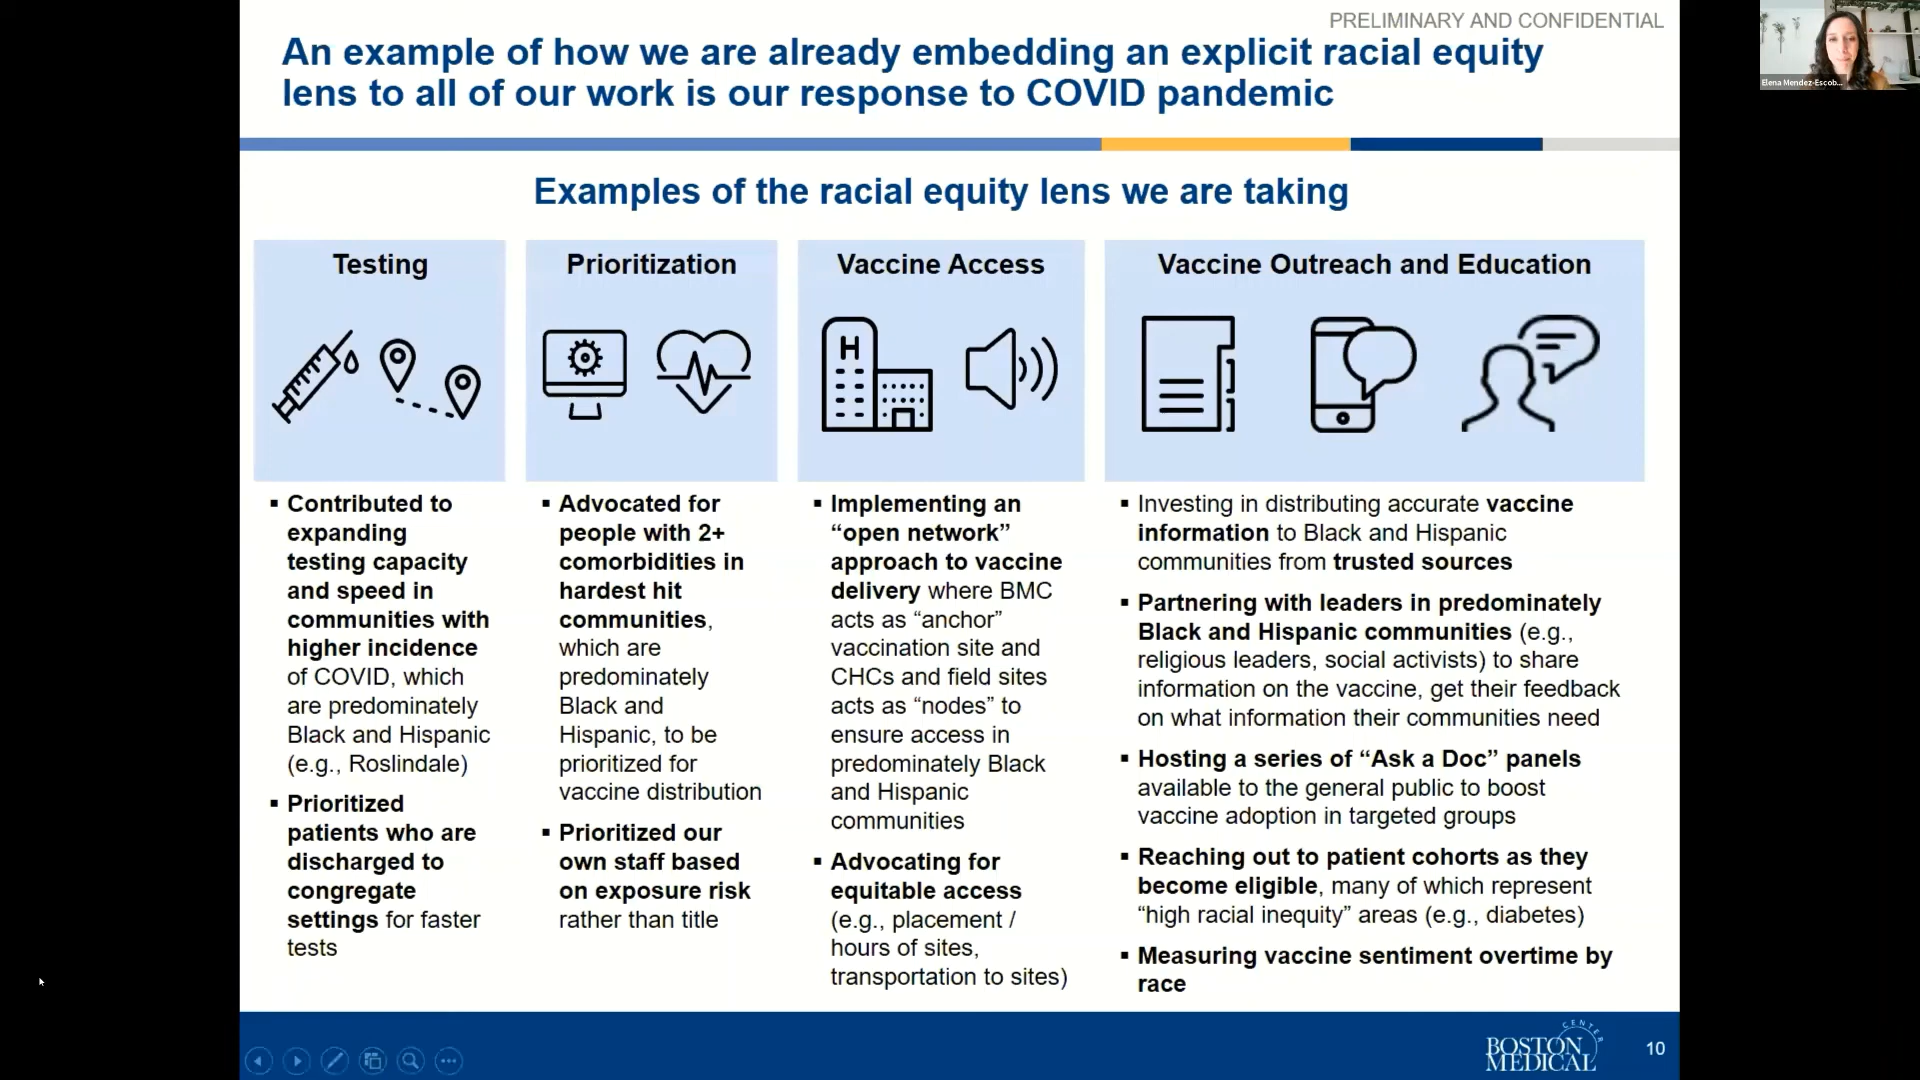 PRELIMINARY AND CONFIDENTIAL
An example of how we are already embedding an explicit racial equity
lens to all of our work is our response to COVID pandemic
Elena Mendez-Escob...
Examples of the racial equity lens we are taking
Testing
▪ Contributed to
expanding
testing capacity
and speed in
communities with
higher incidence
of COVID, which
are predominately
Black and Hispanic
(e.g., Roslindale)
▪ Prioritized
patients who are
discharged to
congregate
settings for faster
tests
Prioritization
▪ Advocated for
people with 2+
comorbidities in
hardest hit
communities,
which are
predominately
Black and
Hispanic, to be
prioritized for
vaccine distribution
▪ Prioritized our
own staff based
on exposure risk
rather than title
Vaccine Access
H
▪ Implementing an
“open network”
approach to vaccine
delivery where BMC
acts as “anchor”
vaccination site and
CHCs and field sites
acts as “nodes” to
ensure access in
predominately Black
and Hispanic
communities
▪ Advocating for
equitable access
(e.g., placement /
hours of sites,
transportation to sites)
Vaccine Outreach and Education
▪ Investing in distributing accurate vaccine
information to Black and Hispanic
communities from trusted sources
▪ Partnering with leaders in predominately
Black and Hispanic communities (e.g.,
religious leaders, social activists) to share
information on the vaccine, get their feedback
on what information their communities need
▪ Hosting a series of “Ask a Doc” panels
available to the general public to boost
vaccine adoption in targeted groups
▪ Reaching out to patient cohorts as they
become eligible, many of which represent
“high racial inequity” areas (e.g., diabetes)
▪ Measuring vaccine sentiment overtime by
race
BOSTON
MEDICAL
CENTER
10